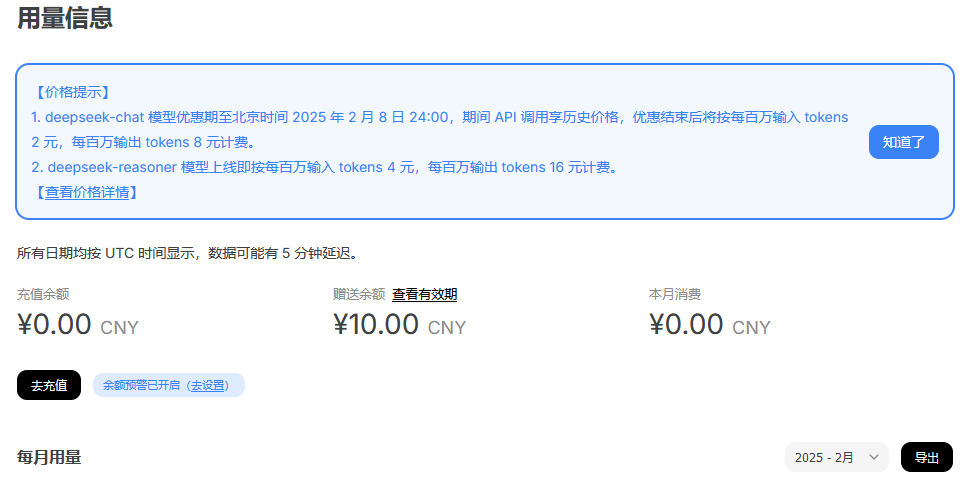 用量信息
【价格提示】
1. deepseek-chat 模型优惠期至北京时间 2025 年 2 月 8 日 24:00，期间 API 调用享历史价格，优惠结束后将按每百万输入 tokens
2 元，每百万输出 tokens 8 元计费。
2. deepseek-reasoner 模型上线即按每百万输入 tokens 4 元，每百万输出 tokens 16 元计费。
【查看价格详情】
知道了
所有日期均按 UTC 时间显示，数据可能有 5 分钟延迟。
充值余额
¥0.00 CNY
赠送余额 查看有效期
¥10.00 CNY
本月消费
¥0.00 CNY
去充值
余额预警已开启（去设置）
每月用量
2025 - 2月
导出